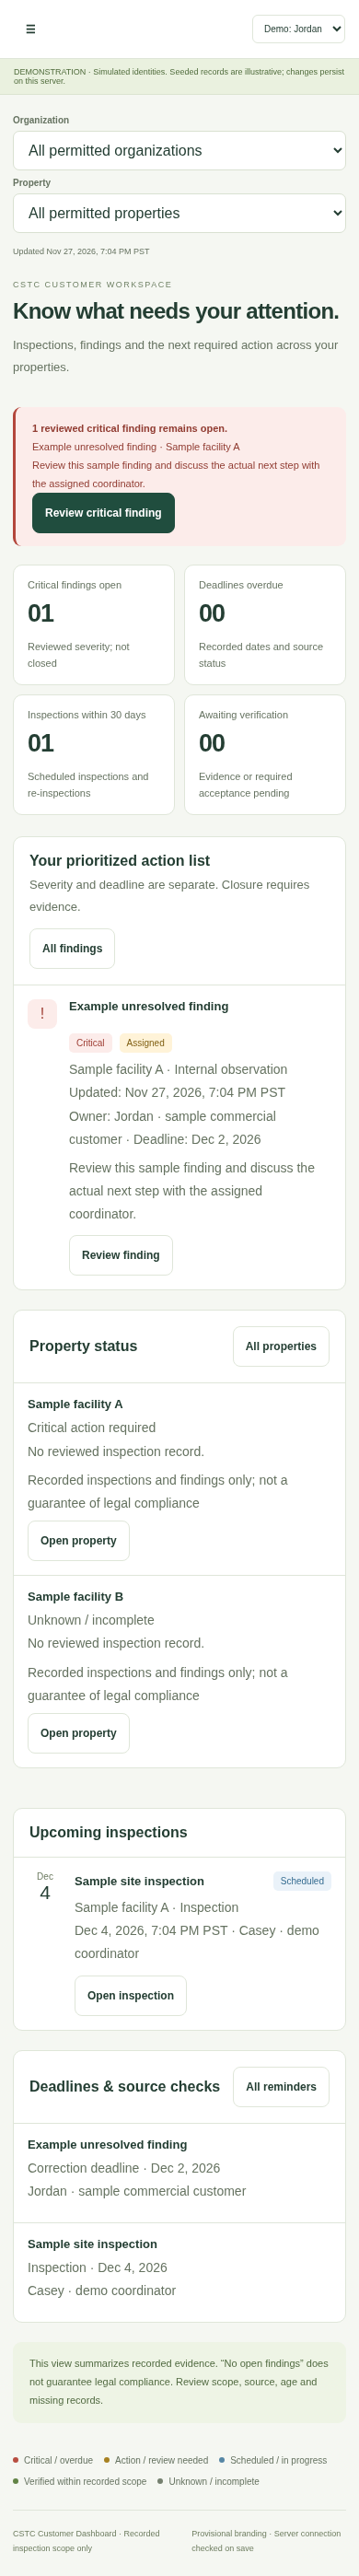 ☰
Demo: Jordan
DEMONSTRATION · Simulated identities. Seeded records are illustrative; changes persist
on this server.
Organization
All permitted organizations
Property
All permitted properties
Updated Nov 27, 2026, 7:04 PM PST
CSTC CUSTOMER WORKSPACE
Know what needs your attention.
Inspections, findings and the next required action across your
properties.
1 reviewed critical finding remains open.
Example unresolved finding · Sample facility A
Review this sample finding and discuss the actual next step with
the assigned coordinator.
Review critical finding
Critical findings open
01
Reviewed severity; not
closed
Deadlines overdue
00
Recorded dates and source
status
Inspections within 30 days
01
Scheduled inspections and
re-inspections
Awaiting verification
00
Evidence or required
acceptance pending
Your prioritized action list
Severity and deadline are separate. Closure requires
evidence.
All findings
!
Example unresolved finding
Critical
Assigned
Sample facility A · Internal observation
Updated: Nov 27, 2026, 7:04 PM PST
Owner: Jordan · sample commercial
customer · Deadline: Dec 2, 2026
Review this sample finding and discuss the
actual next step with the assigned
coordinator.
Review finding
Property status
All properties
Sample facility A
Critical action required
No reviewed inspection record.
Recorded inspections and findings only; not a
guarantee of legal compliance
Open property
Sample facility B
Unknown / incomplete
No reviewed inspection record.
Recorded inspections and findings only; not a
guarantee of legal compliance
Open property
Upcoming inspections
Dec
4
Sample site inspection
Scheduled
Sample facility A · Inspection
Dec 4, 2026, 7:04 PM PST · Casey · demo
coordinator
Open inspection
Deadlines & source checks
All reminders
Example unresolved finding
Correction deadline · Dec 2, 2026
Jordan · sample commercial customer
Sample site inspection
Inspection · Dec 4, 2026
Casey · demo coordinator
This view summarizes recorded evidence. “No open findings” does
not guarantee legal compliance. Review scope, source, age and
missing records.
Critical / overdue
Action / review needed
Scheduled / in progress
Verified within recorded scope
Unknown / incomplete
CSTC Customer Dashboard · Recorded
inspection scope only
Provisional branding · Server connection
checked on save